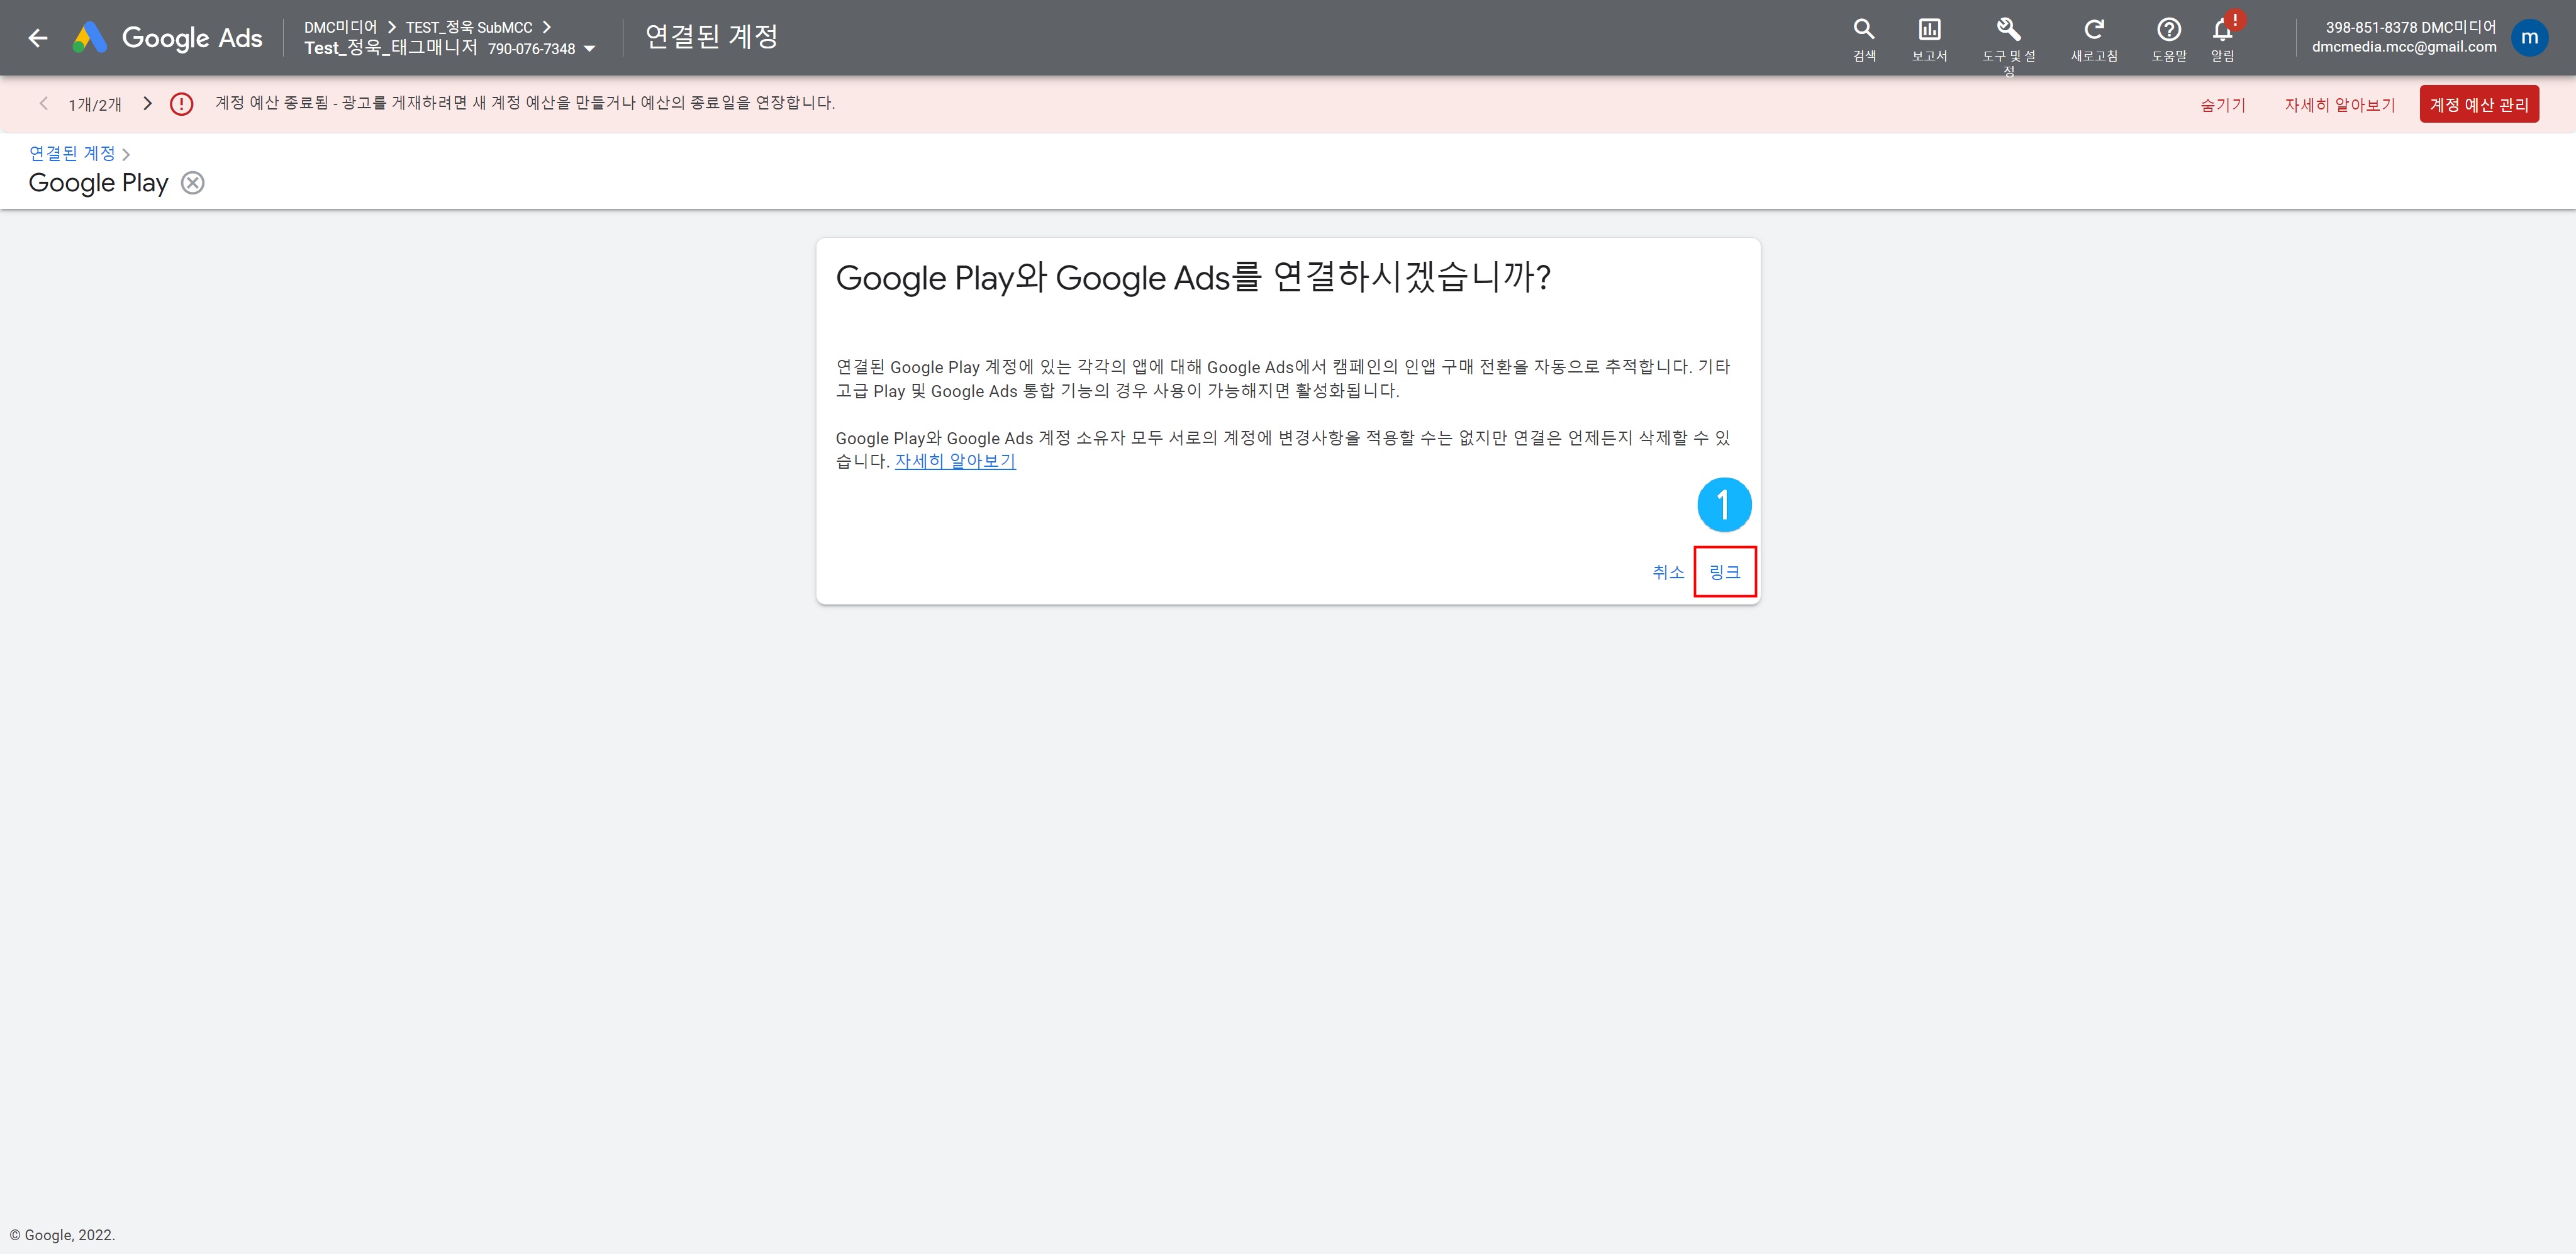 Google Ads
DMC미디어 > TEST_정욱 SubMCC >
Test_정욱_태그매니저 790-076-7348
연결된 계정
검색
보고서
도구 및 설
정
새로고침
도움말
알림
398-851-8378 DMC미디어
dmcmedia.mcc@gmail.com
m
1개/2개
계정 예산 종료됨 - 광고를 게재하려면 새 계정 예산을 만들거나 예산의 종료일을 연장합니다.
숨기기
자세히 알아보기
계정 예산 관리
연결된 계정 >
Google Play
Google Play와 Google Ads를 연결하시겠습니까?
연결된 Google Play 계정에 있는 각각의 앱에 대해 Google Ads에서 캠페인의 인앱 구매 전환을 자동으로 추적합니다. 기타
고급 Play 및 Google Ads 통합 기능의 경우 사용이 가능해지면 활성화됩니다.
Google Play와 Google Ads 계정 소유자 모두 서로의 계정에 변경사항을 적용할 수는 없지만 연결은 언제든지 삭제할 수 있
습니다. 자세히 알아보기
1
취소
링크
© Google, 2022.